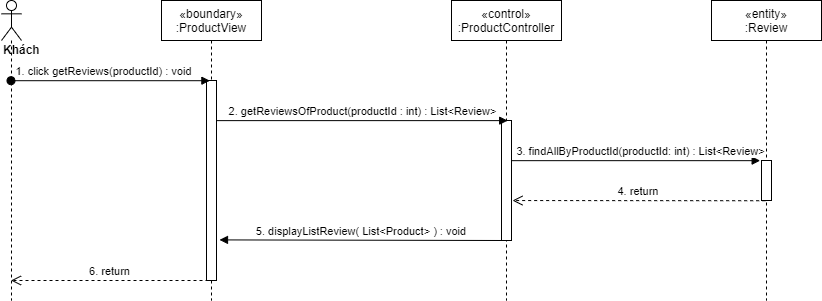 «boundary»
:ProductView
«control»
:ProductController
«entity»
:Review
Khách
1. click getReviews(productId) : void
2. getReviewsOfProduct(productId : int) : List<Review>
3. findAllByProductId(productId: int) : List<Review>
4. return
5. displayListReview( List<Product> ) : void
6. return